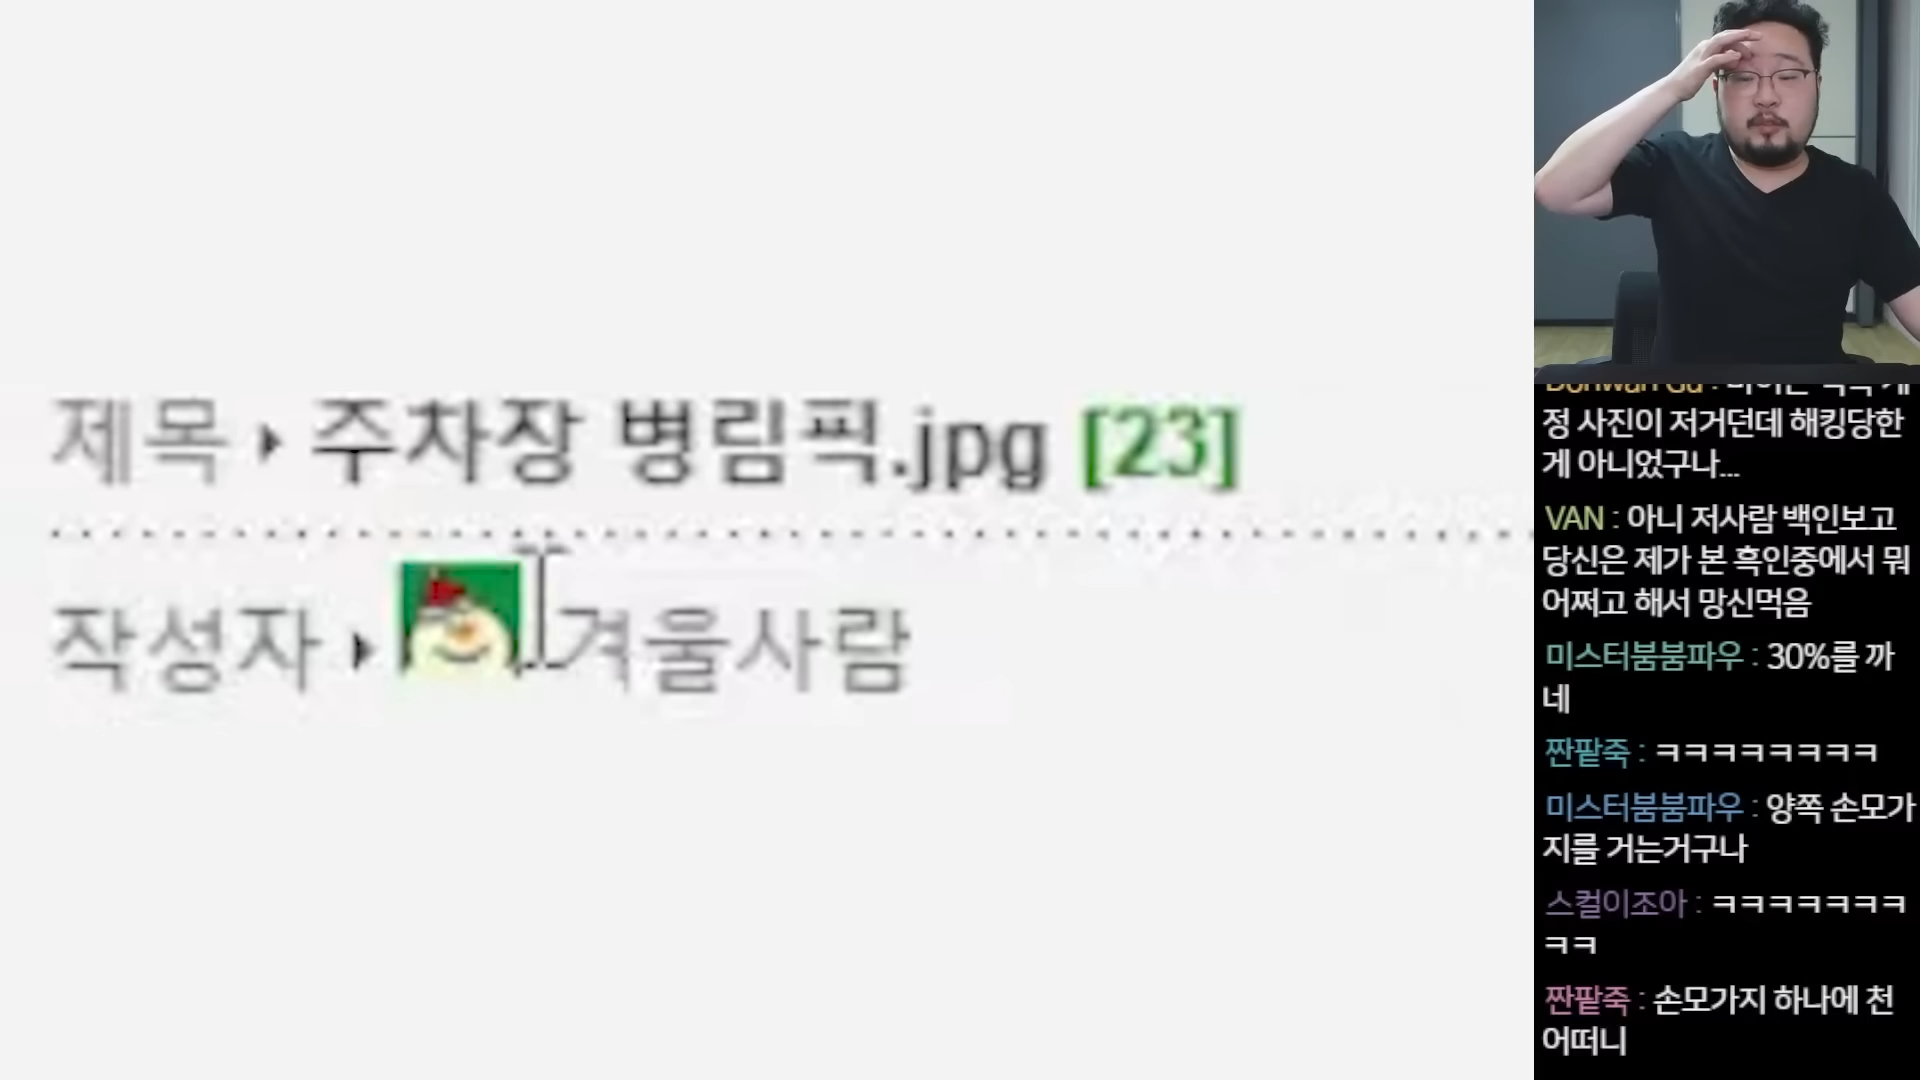 제목 ▸ 주차장 병림픽.jpg [23]
작성자 ▸ 겨울사람
정 사진이 저거던데 해킹당한
게 아니었구나...
VAN : 아니 저사람 백인보고
당신은 제가 본 흑인중에서 뭐
어쩌고 해서 망신먹음
미스터붐붐파우 : 30%를 까
네
짠팥죽 : ㅋㅋㅋㅋㅋㅋㅋㅋ
미스터붐붐파우 : 양쪽 손모가
지를 거는거구나
스컬이조아 : ㅋㅋㅋㅋㅋㅋㅋ
ㅋㅋ
짠팥죽 : 손모가지 하나에 천
어떠니